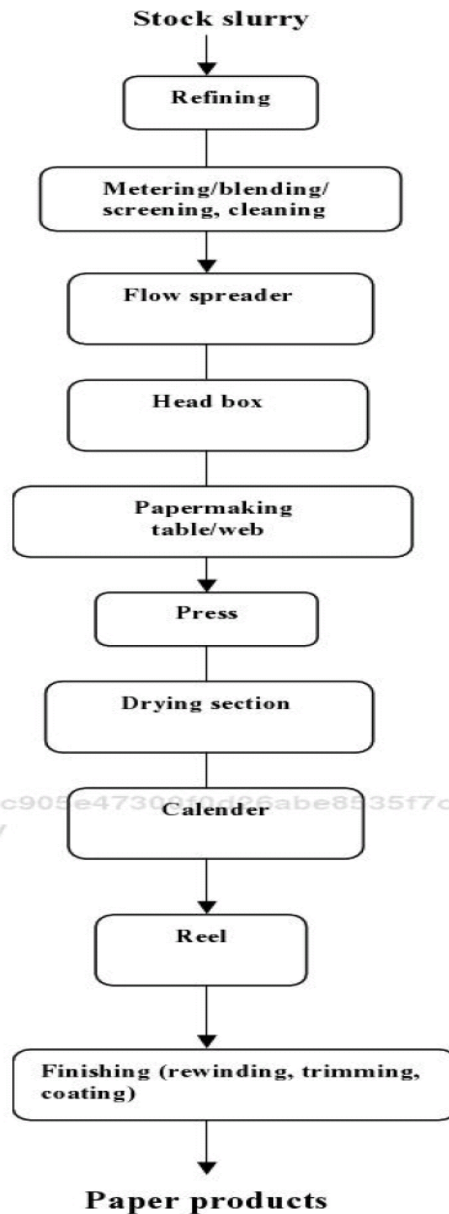 Stock slurry
Refining
Metering/blending/
screening, cleaning
Flow spreader
Head box
Papermaking
table/web
Press
Drying section
Calender
Reel
Finishing (rewinding, trimming,
coating)
Paper products